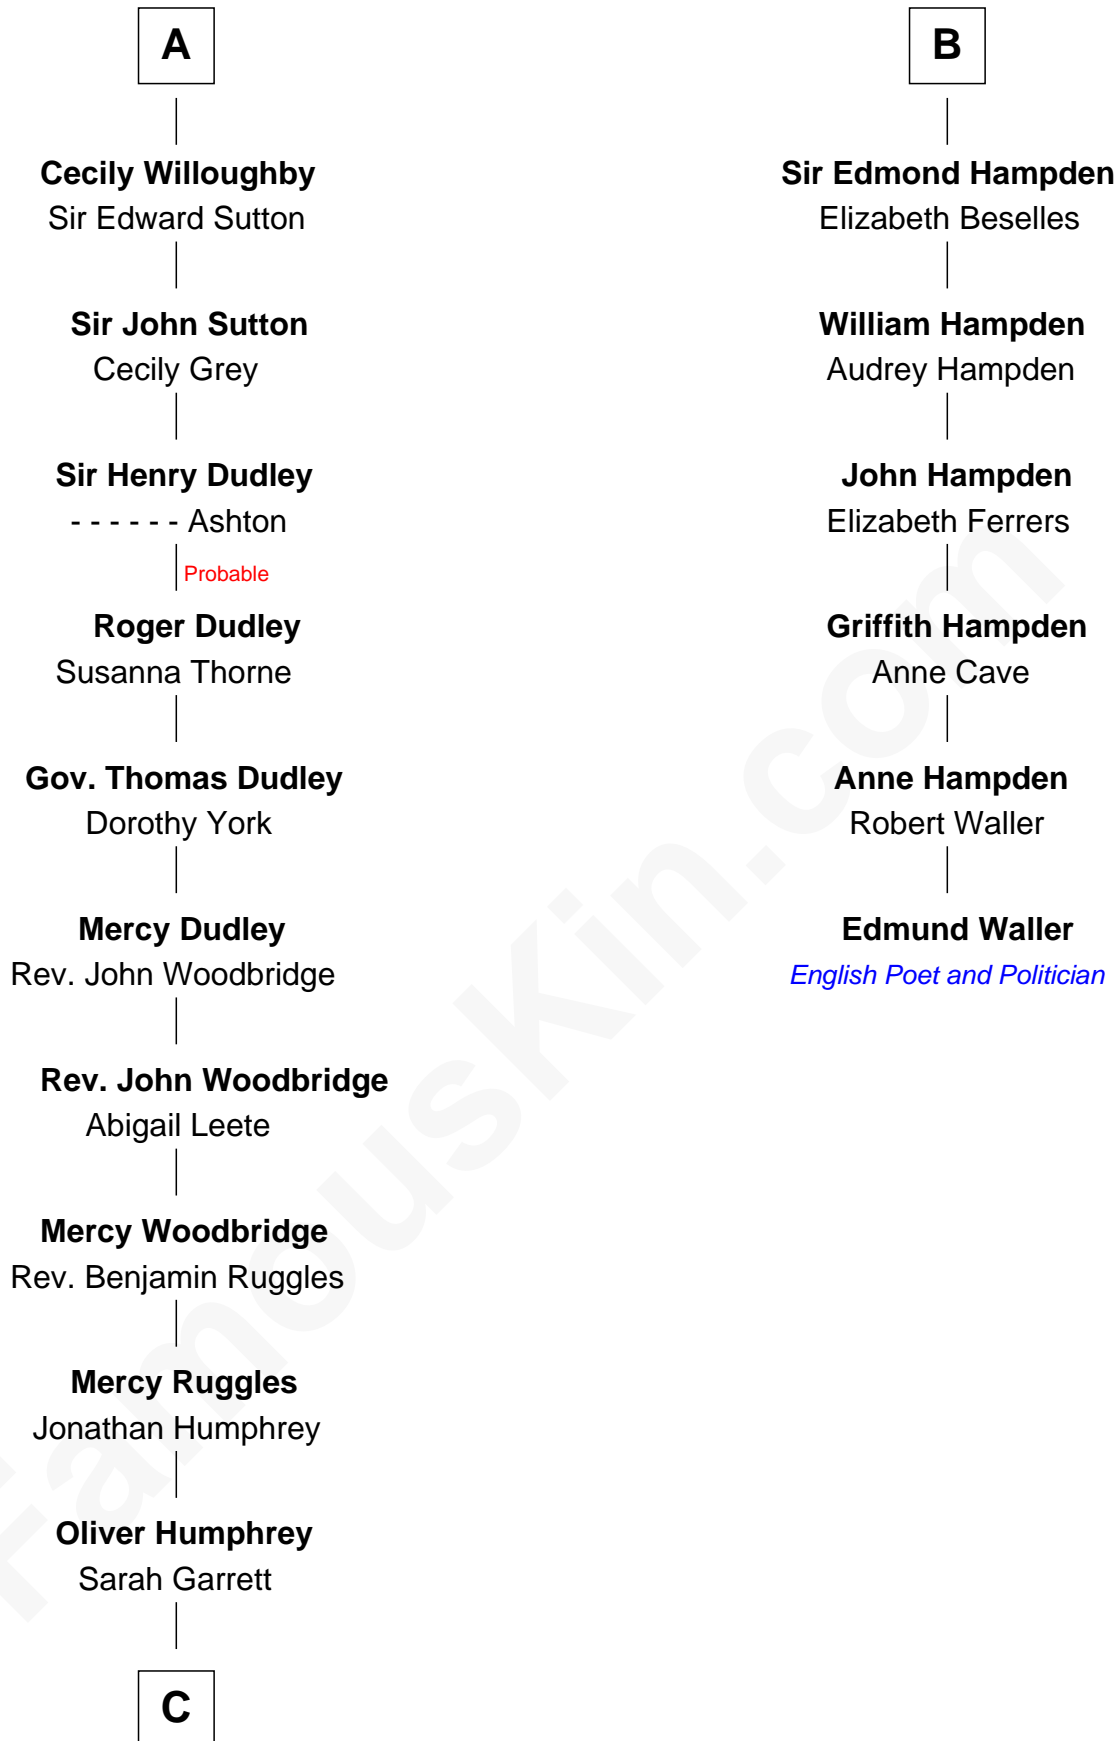 A
Cecily Willoughby
Sir Edward Sutton
Sir John Sutton
Cecily Grey
Sir Henry Dudley
- - - - - - Ashton
Probable
Roger Dudley
Susanna Thorne
Gov. Thomas Dudley
Dorothy York
Mercy Dudley
Rev. John Woodbridge
Rev. John Woodbridge
Abigail Leete
Mercy Woodbridge
Rev. Benjamin Ruggles
Mercy Ruggles
Jonathan Humphrey
Oliver Humphrey
Sarah Garrett
C
B
Sir Edmond Hampden
Elizabeth Beselles
William Hampden
Audrey Hampden
John Hampden
Elizabeth Ferrers
Griffith Hampden
Anne Cave
Anne Hampden
Robert Waller
Edmund Waller
English Poet and Politician
FamousKin.com